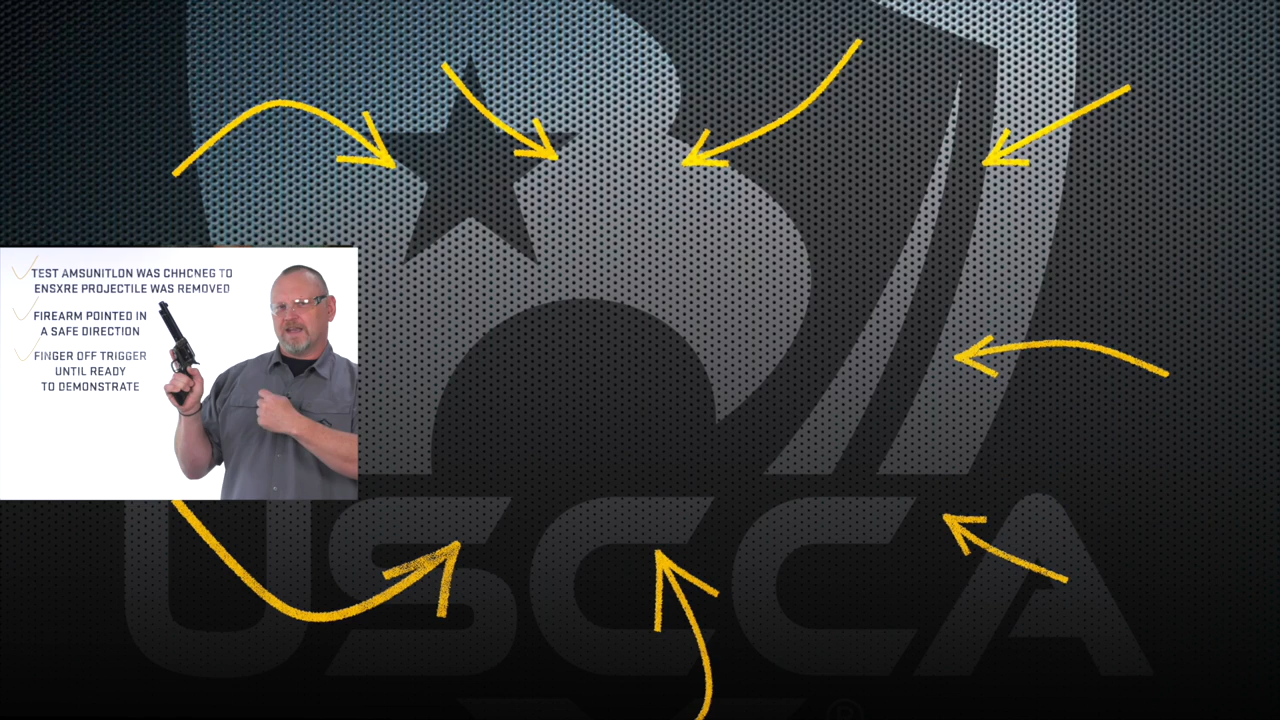 TEST AMSUNITLON WAS CHHCNEG TO
ENSXRE PROJECTILE WAS REMOVED
FIREARM POINTED IN
A SAFE DIRECTION
FINGER OFF TRIGGER
UNTIL READY
TO DEMONSTRATE
USCCA
®